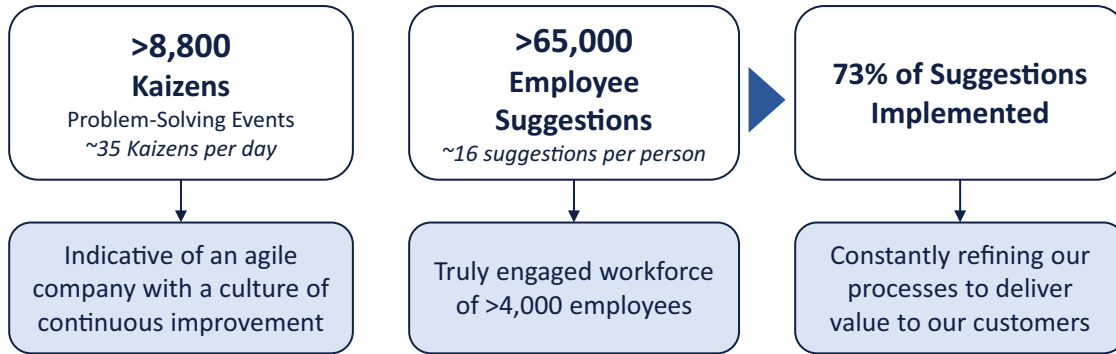 >8,800
Kaizens
Problem-Solving Events
~35 Kaizens per day
>65,000
Employee
Suggestions
~16 suggestions per person
73% of Suggestions
Implemented
Indicative of an agile
company with a culture of
continuous improvement
Truly engaged workforce
of >4,000 employees
Constantly refining our
processes to deliver
value to our customers